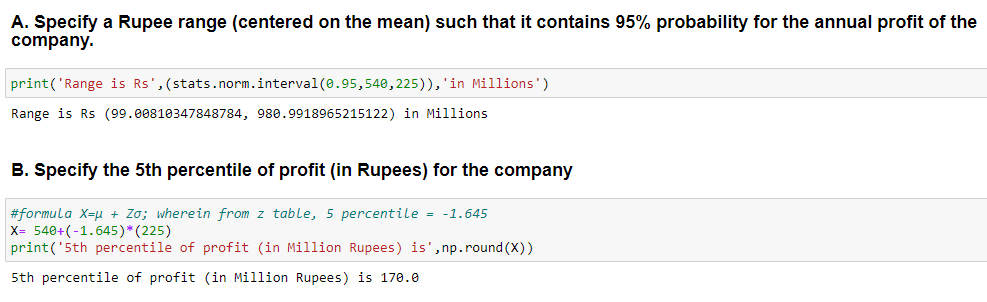 A. Specify a Rupee range (centered on the mean) such that it contains 95% probability for the annual profit of the
company.
print('Range is Rs',(stats.norm.interval(0.95,540,225)),'in Millions')
Range is Rs (99.00810347848784, 980.9918965215122) in Millions
B. Specify the 5th percentile of profit (in Rupees) for the company
#formula X=μ + Zσ; wherein from z table, 5 percentile = -1.645
X= 540+(-1.645)*(225)
print('5th percentile of profit (in Million Rupees) is',np.round(X))
5th percentile of profit (in Million Rupees) is 170.0